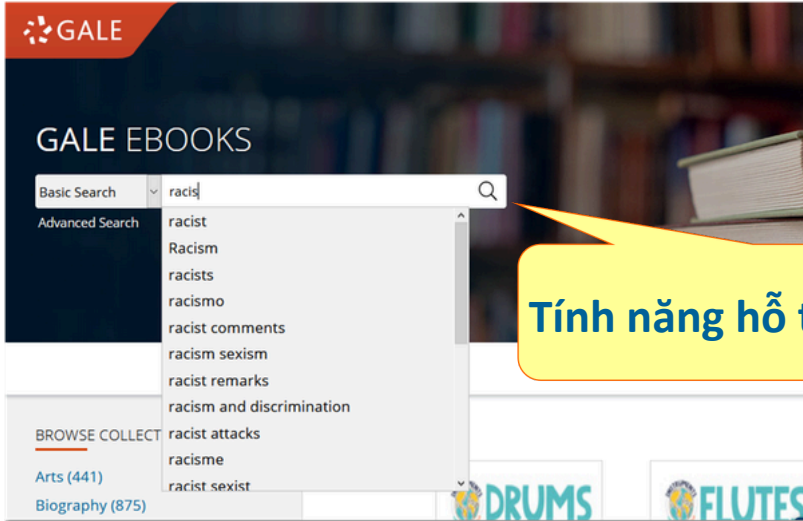 GALE
GALE EBOOKS
Basic Search
racis
Advanced Search
racist
Racism
racists
racismo
racist comments
racism sexism
racist remarks
racism and discrimination
racist attacks
racisme
racist sexist
Tính năng hỗ
BROWSE COLLECT
Arts (441)
Biography (875)
DRUMS
FLUTES